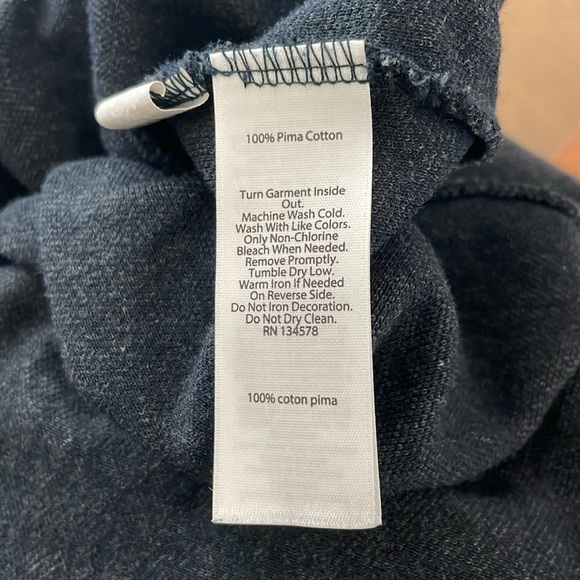 100% Pima Cotton
Turn Garment Inside
Out.
Machine Wash Cold.
Wash With Like Colors.
Only Non-Chlorine
Bleach When Needed.
Remove Promptly.
Tumble Dry Low.
Warm Iron If Needed
On Reverse Side.
Do Not Iron Decoration.
Do Not Dry Clean.
RN 134578
100% coton pima